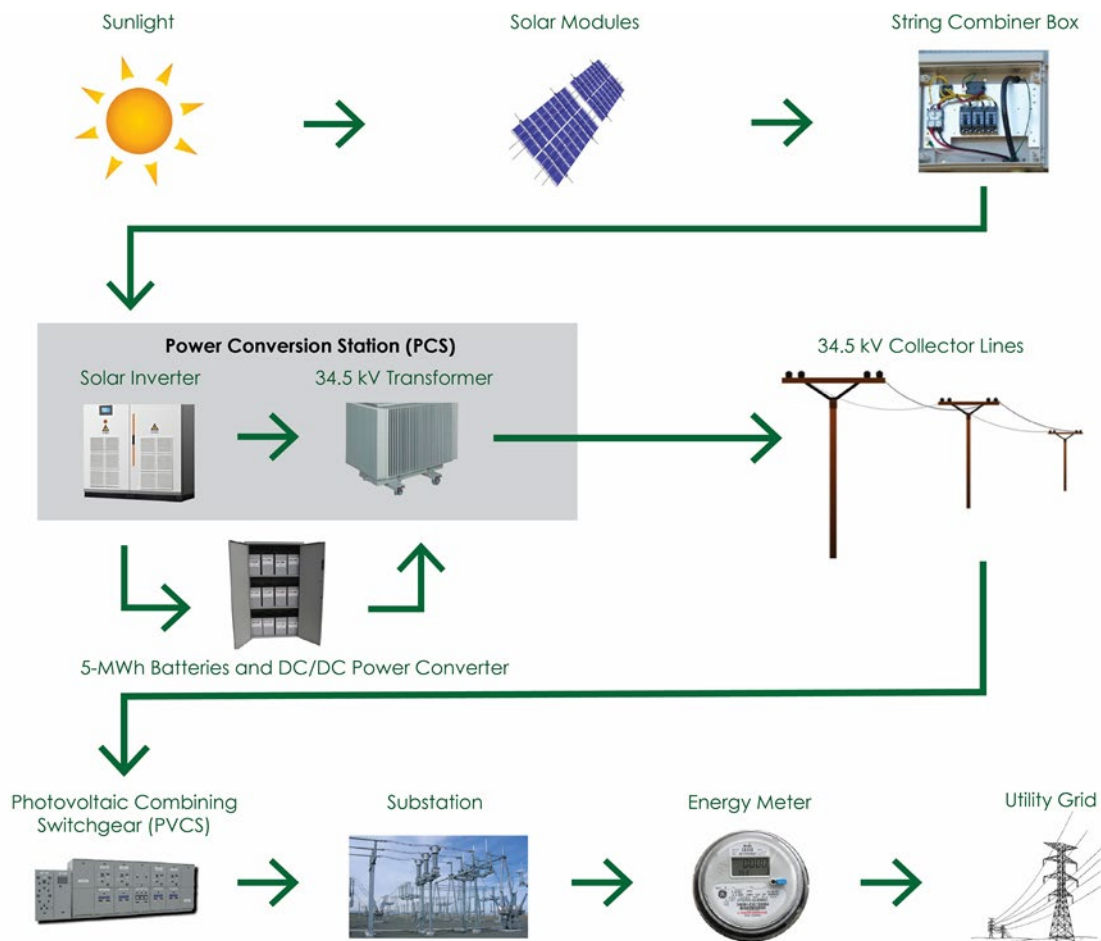 Sunlight
Solar Modules
String Combiner Box
Power Conversion Station (PCS)
Solar Inverter
34.5 kV Transformer
34.5 kV Collector Lines
5-MWh Batteries and DC/DC Power Converter
Photovoltaic Combining
Switchgear (PVCS)
Substation
Energy Meter
Utility Grid